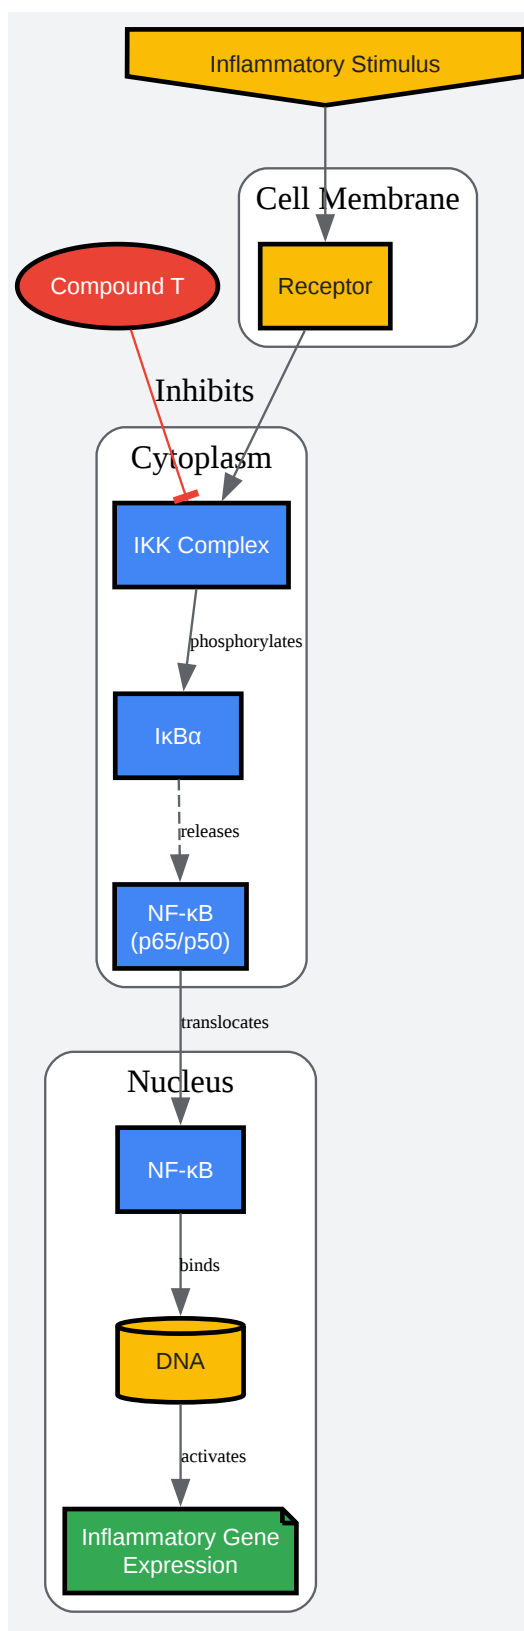 Inflammatory Stimulus
Cell Membrane
Compound T
Receptor
Inhibits
Cytoplasm
IKK Complex
phosphorylates
IκBα
releases
NF-κB
(p65/p50)
translocates
Nucleus
NF-κB
binds
DNA
activates
Inflammatory Gene
Expression